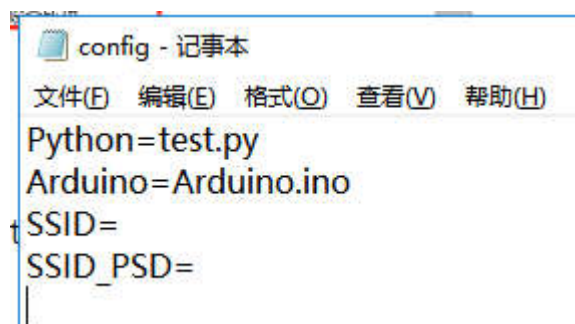 config - 记事本
文件(F) 编辑(E) 格式(O) 查看(V) 帮助(H)
Python=test.py
Arduino=Arduino.ino
SSID=
SSID_PSD=